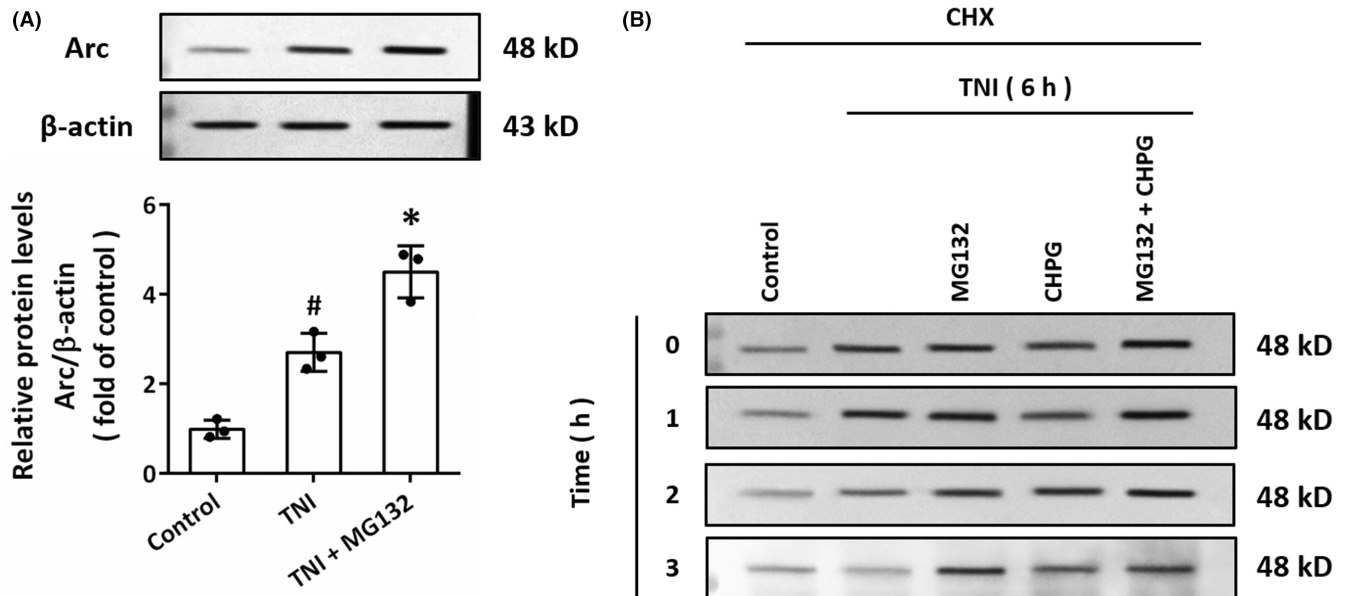 (A)
Arc
48 kD
β-actin
43 kD
Relative protein levels
Arc/β-actin
( fold of control )
6
4
2
0
#
*
Control
TNI
TNI + MG132
(B)
CHX
TNI ( 6 h )
Control
MG132
CHPG
MG132 + CHPG
Time ( h )
0
48 kD
1
48 kD
2
48 kD
3
48 kD